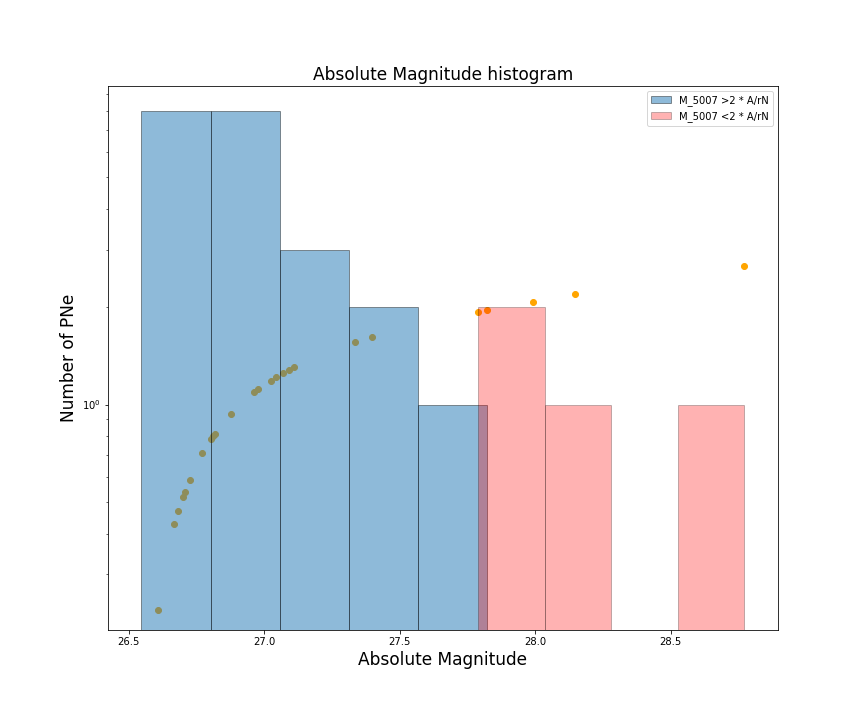 Absolute Magnitude histogram
M_5007 >2 * A/rN
M_5007 <2 * A/rN
Number of PNe
10⁰
26.5 27.0 27.5 28.0 28.5
Absolute Magnitude